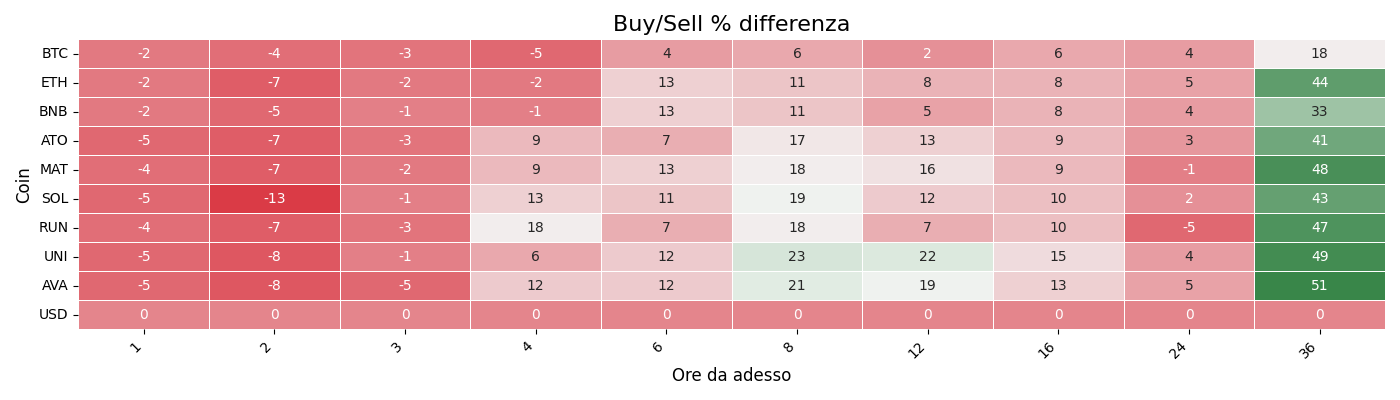 Buy/Sell % differenza
BTC -2 -4 -3 -5 4 6 2 6 4 18
ETH -2 -7 -2 -2 13 11 8 8 5 44
BNB -2 -5 -1 -1 13 11 5 8 4 33
ATO -5 -7 -3 9 7 17 13 9 3 41
MAT -4 -7 -2 9 13 18 16 9 -1 48
SOL -5 -13 -1 13 11 19 12 10 2 43
RUN -4 -7 -3 18 7 18 7 10 -5 47
UNI -5 -8 -1 6 12 23 22 15 4 49
AVA -5 -8 -5 12 12 21 19 13 5 51
USD 0 0 0 0 0 0 0 0 0 0
Coin
1 2 3 4 6 8 12 16 24 36
Ore da adesso